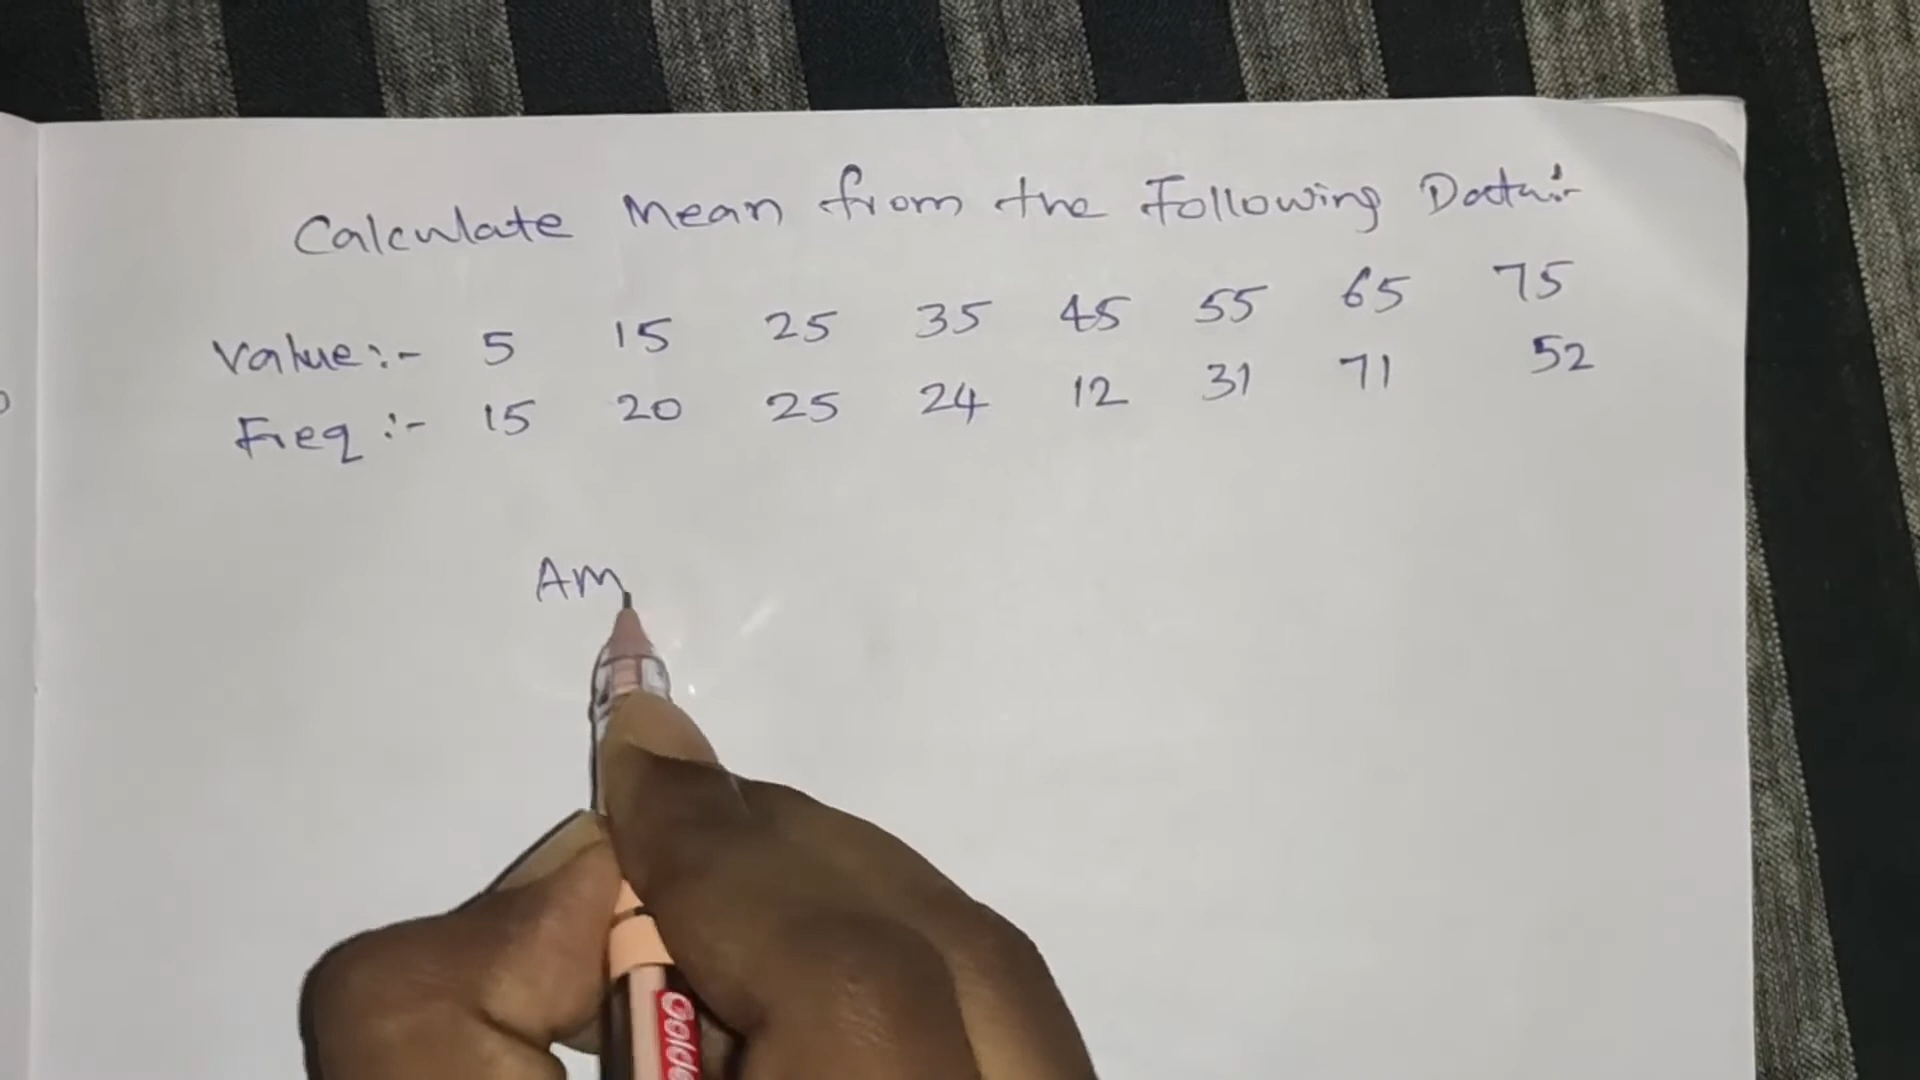 Calculate Mean from the Following Data:-
Value:- 5 15 25 35 45 55 65 75
Freq:- 15 20 25 24 12 31 71 52
AM
Golde